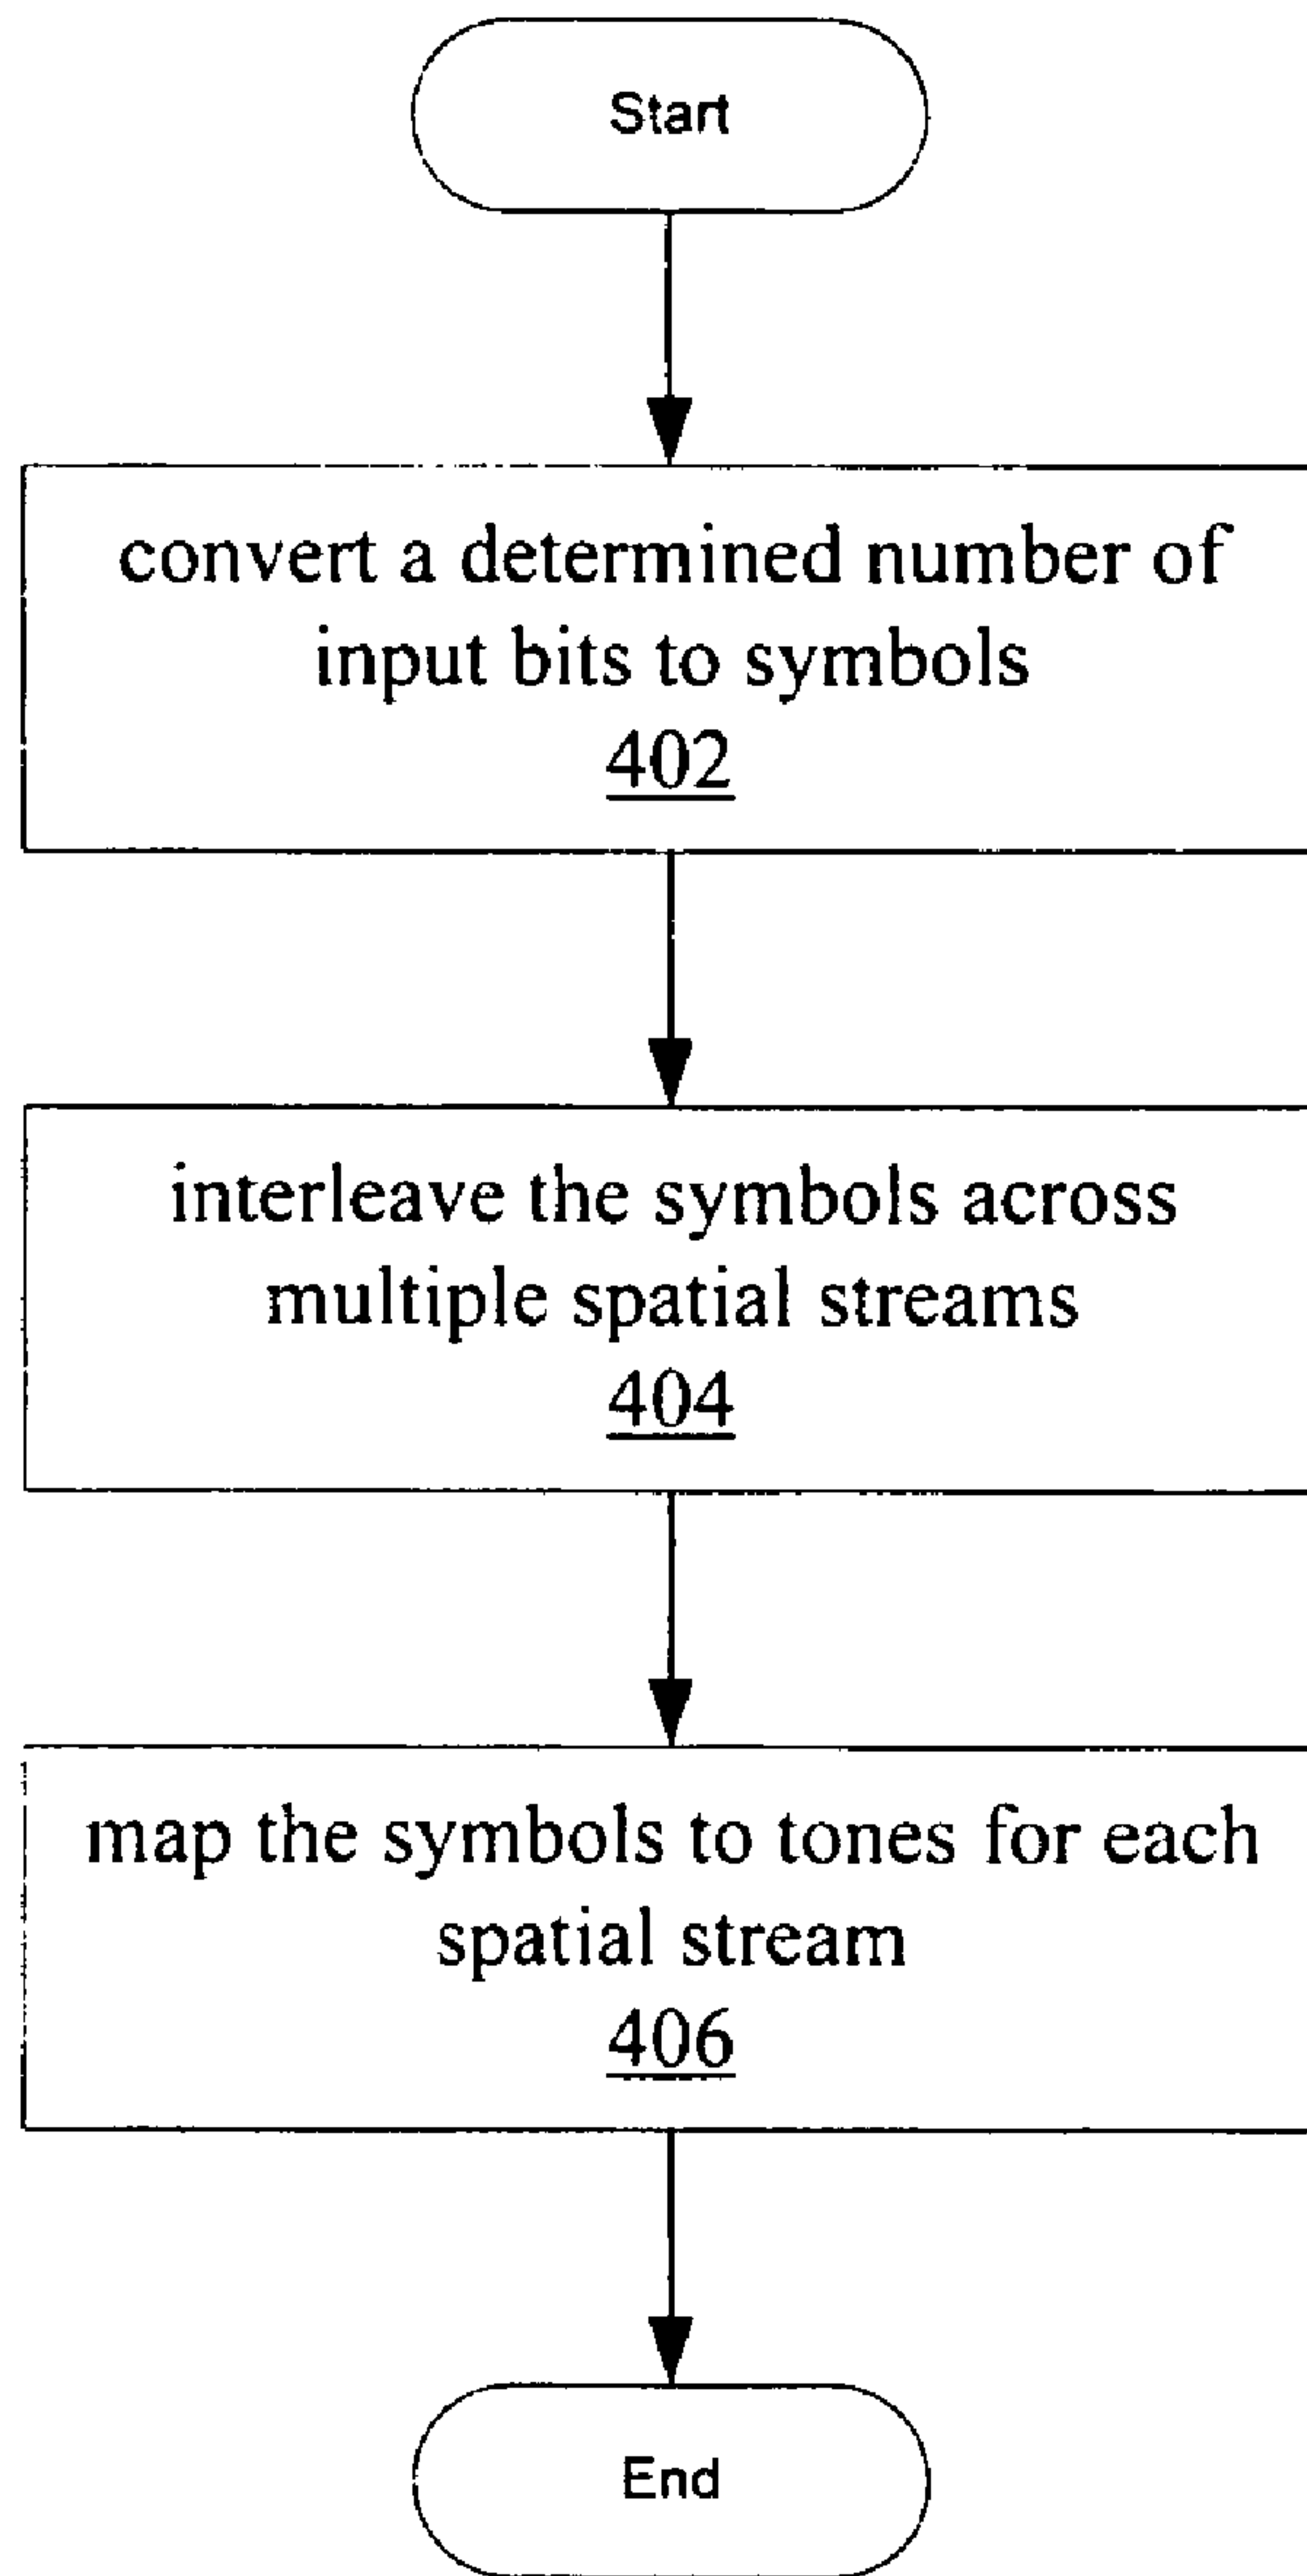 Start
convert a determined number of
input bits to symbols
402
interleave the symbols across
multiple spatial streams
404
map the symbols to tones for each
spatial stream
406
End